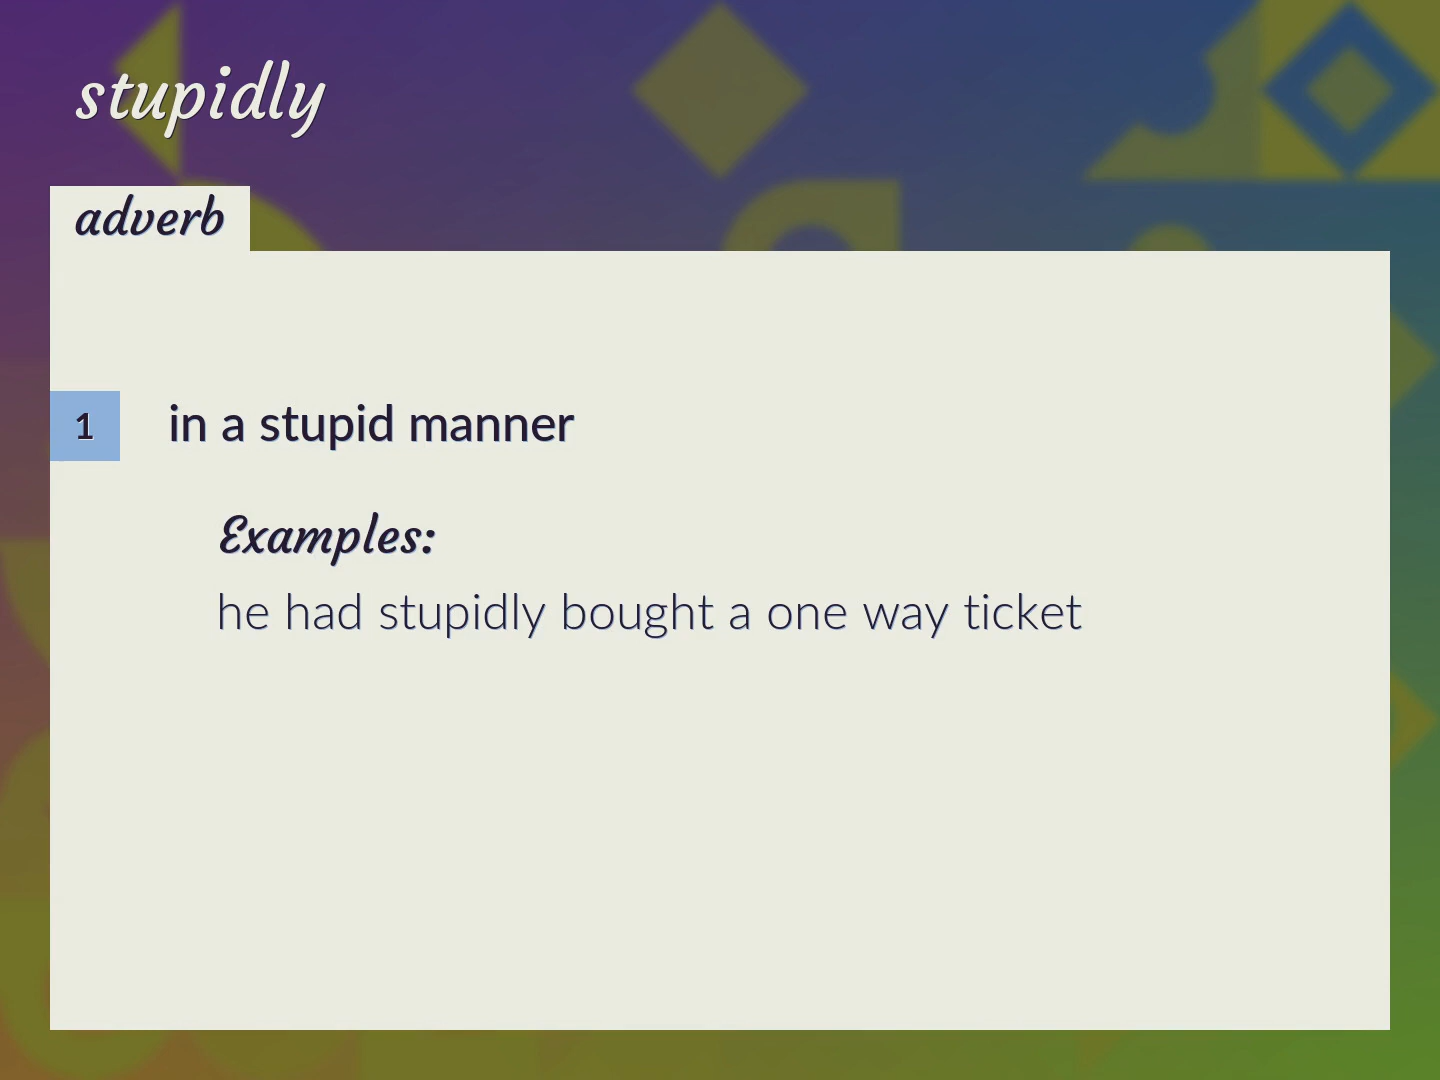 stupidly
adverb
1
in a stupid manner
Examples:
he had stupidly bought a one way ticket